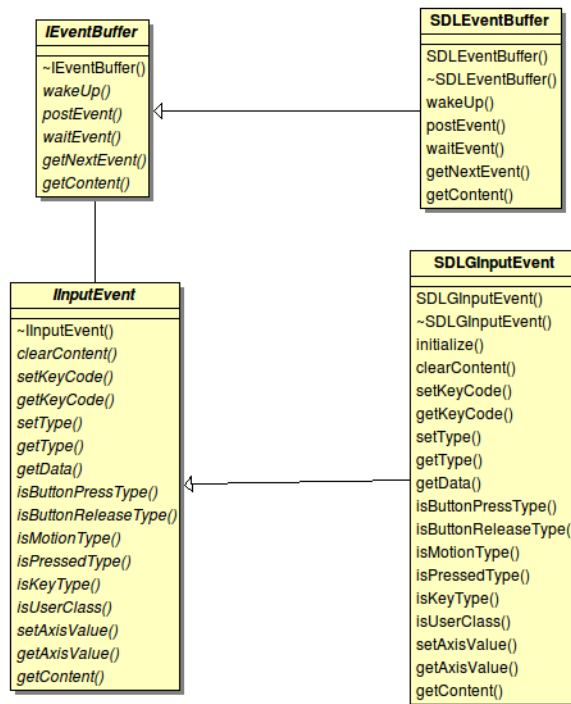 IEventBuffer
~IEventBuffer()
wakeUp()
postEvent()
waitEvent()
getNextEvent()
getContent()
SDLEventBuffer
SDLEventBuffer()
~SDLEventBuffer()
wakeUp()
postEvent()
waitEvent()
getNextEvent()
getContent()
IInputEvent
~IInputEvent()
clearContent()
setKeyCode()
getKeyCode()
setType()
getType()
getData()
isButtonPressType()
isButtonReleaseType()
isMotionType()
isPressedType()
isKeyType()
isUserClass()
setAxisValue()
getAxisValue()
getContent()
SDLGInputEvent
SDLGInputEvent()
~SDLGInputEvent()
initialize()
clearContent()
setKeyCode()
getKeyCode()
setType()
getType()
getData()
isButtonPressType()
isButtonReleaseType(
isMotionType()
isPressedType()
isKeyType()
isUserClass()
setAxisValue()
getAxisValue()
getContent()